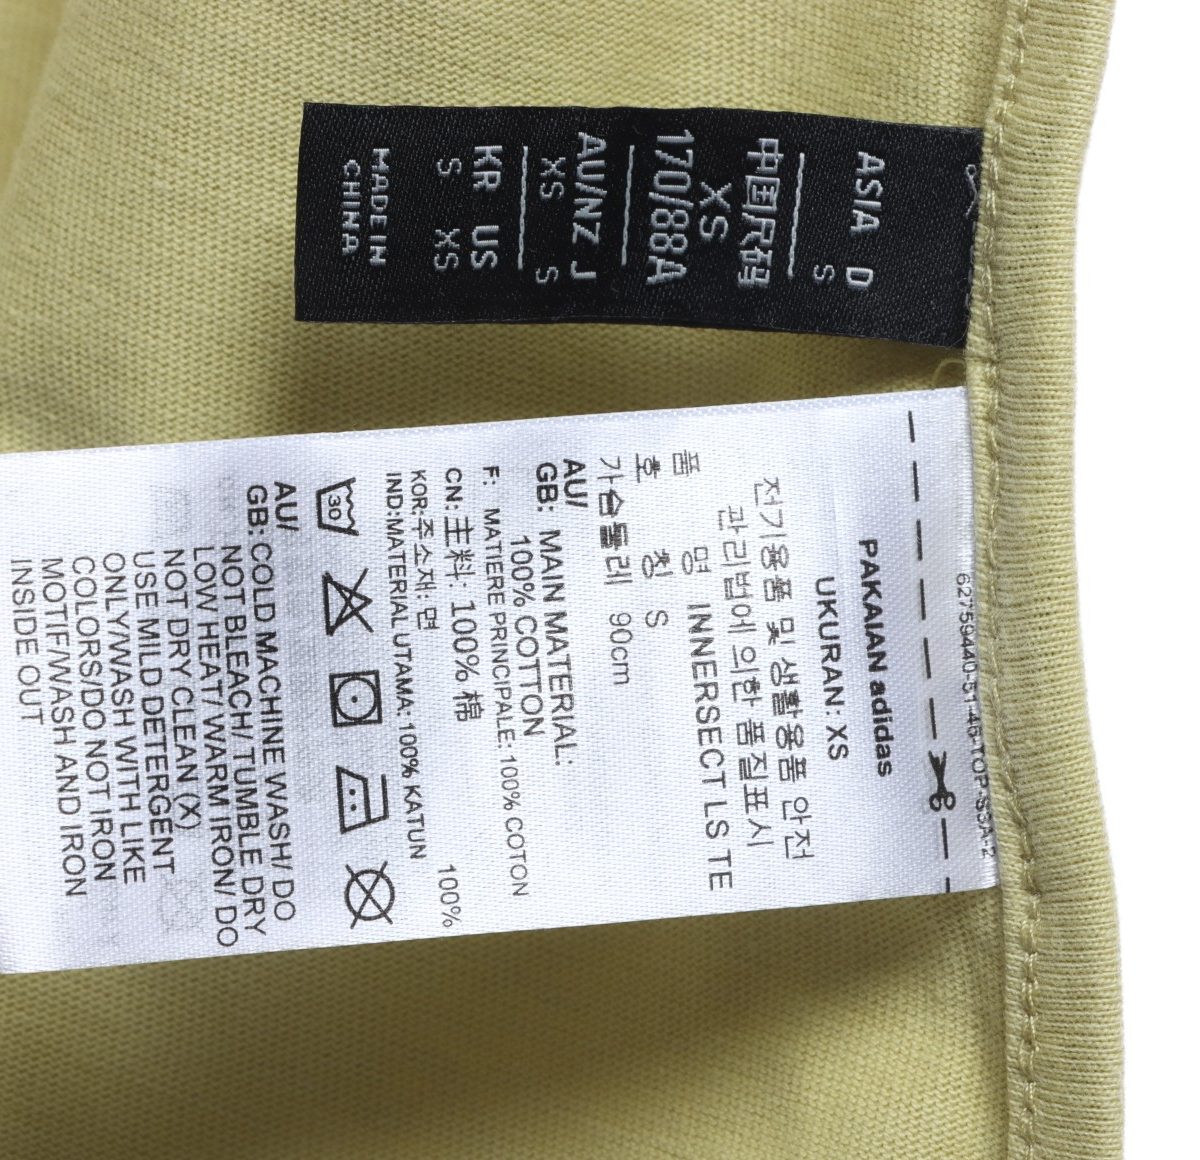 ASIA D
S
中国尺码
XS
170/88A
AU/NZ J
XS S
KR US
S XS
MADE IN
CHINA
PAKAIAN adidas
UKURAN: XS
전기용품 및 생활용품 안전
관리법에 의한 품질표시
품 명 INNERSECT LS TE
호 칭 S
가슴둘레 90cm
AU/
GB: MAIN MATERIAL:
100% COTTON
F: MATIERE PRINCIPALE: 100% COTON
CN: 主料: 100% 棉
KOR:주소재: 면 100%
IND:MATERIAL UTAMA: 100% KATUN
30
AU/
GB: COLD MACHINE WASH/ DO
NOT BLEACH/ TUMBLE DRY
LOW HEAT/ WARM IRON/ DO
NOT DRY CLEAN (X)
USE MILD DETERGENT
ONLY/WASH WITH LIKE
COLORS/DO NOT IRON
MOTIF/WASH AND IRON
INSIDE OUT